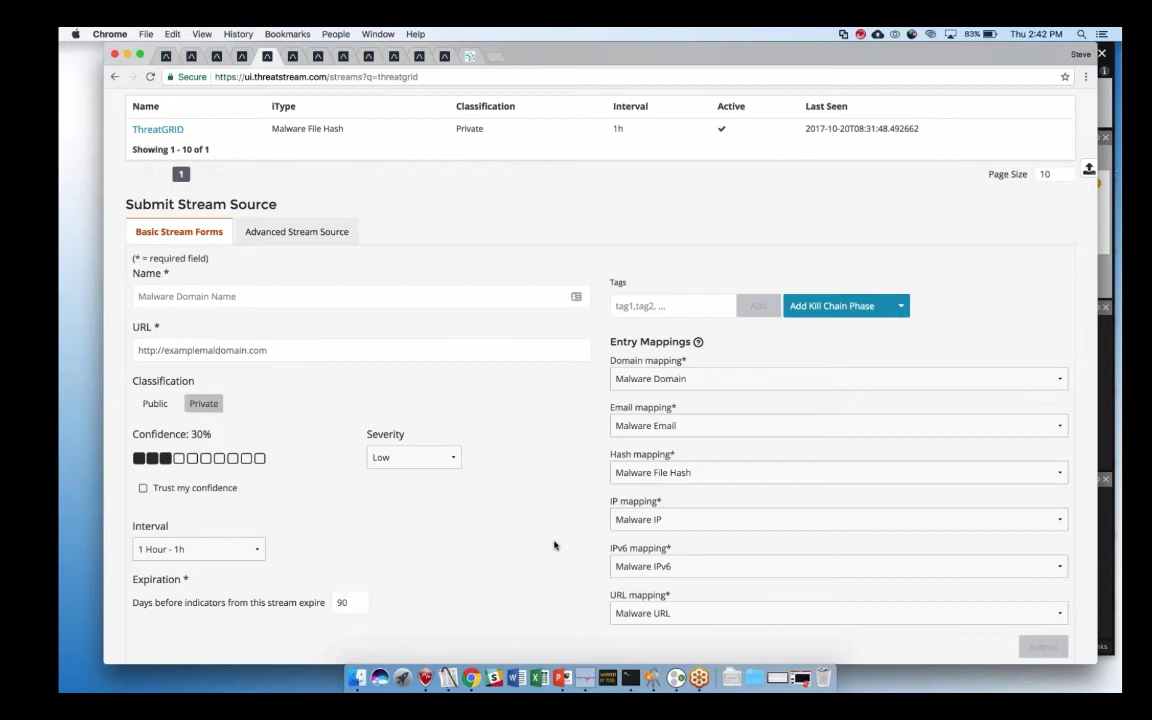 Chrome File Edit View History Bookmarks People Window Help 83% Thu 2:42 PM
Steve
Secure https://ui.threatstream.com/streams?q=threatgrid
Name iType Classification Interval Active Last Seen
ThreatGRID Malware File Hash Private 1h 2017-10-20T08:31:48.492662
Showing 1 - 10 of 1
1 Page Size 10
Submit Stream Source
Basic Stream Forms Advanced Stream Source
(* = required field)
Name *
Malware Domain Name
URL *
http://examplemaldomain.com
Classification
Public Private
Confidence: 30% Severity
Low
Trust my confidence
Interval
1 Hour - 1h
Expiration *
Days before indicators from this stream expire 90
Tags
tag1,tag2, ... Add Add Kill Chain Phase
Entry Mappings
Domain mapping*
Malware Domain
Email mapping*
Malware Email
Hash mapping*
Malware File Hash
IP mapping*
Malware IP
IPv6 mapping*
Malware IPv6
URL mapping*
Malware URL
Submit